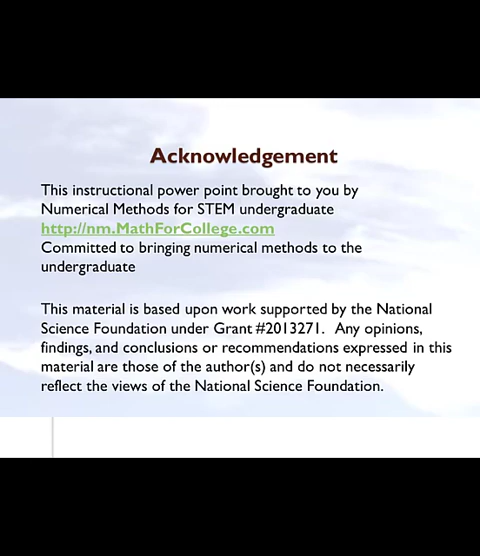 Acknowledgement
This instructional power point brought to you by
Numerical Methods for STEM undergraduate
http://nm.MathForCollege.com
Committed to bringing numerical methods to the
undergraduate
This material is based upon work supported by the National
Science Foundation under Grant #2013271. Any opinions,
findings, and conclusions or recommendations expressed in this
material are those of the author(s) and do not necessarily
reflect the views of the National Science Foundation.